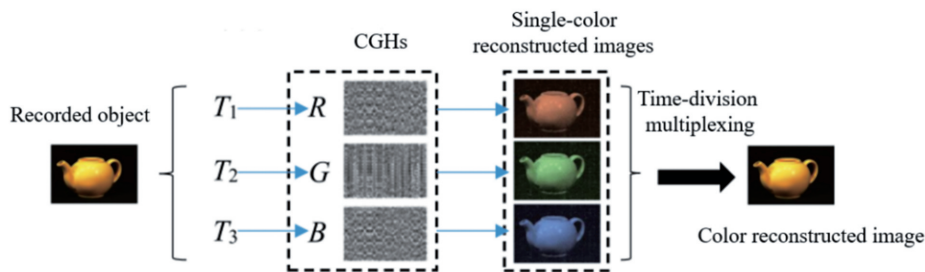 Single-color
reconstructed images
CGHs
Recorded object
T1
R
Time-division
multiplexing
T2
G
T3
B
Color reconstructed image